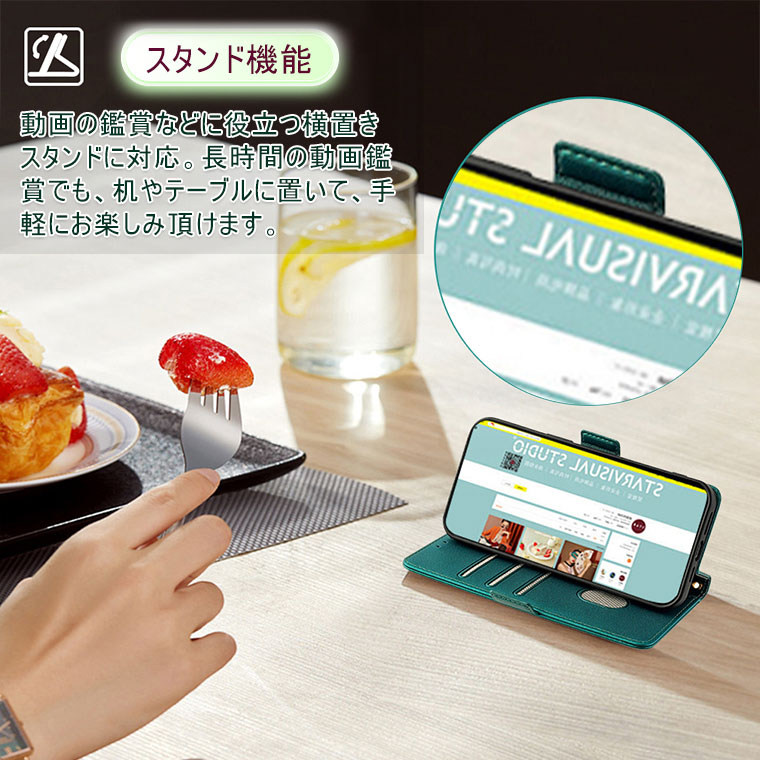 スタンド機能
動画の鑑賞などに役立つ横置き
スタンドに対応。長時間の動画鑑
賞でも、机やテーブルに置いて、手
軽にお楽しみ頂けます。
STARVISUAL STUDIO
STARVISUAL STUDIO